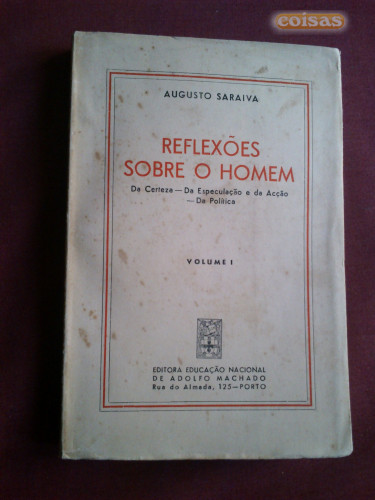 coisas
AUGUSTO SARAIVA
REFLEXÕES
SOBRE O HOMEM
Da Certeza — Da Especulação e da Acção
— Da Política
VOLUME I
EDITORA EDUCAÇÃO NACIONAL
DE ADOLFO MACHADO
Rua do Almada, 125 — PORTO